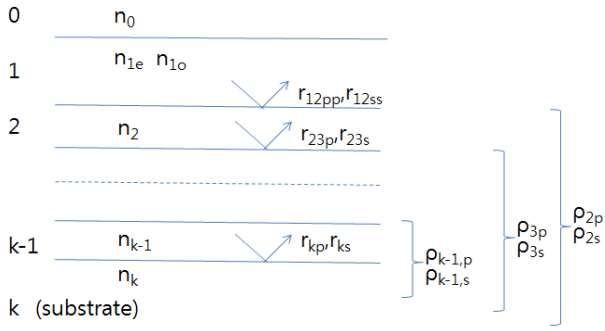 0 n₀
1 n₁ₑ n₁ₒ
r₁₂pp,r₁₂ss
2 n₂ r₂₃p,r₂₃s
ρ₂p
ρ₂s
ρ₃p
ρ₃s
k-1 nₖ₋₁ rₖp,rₖs
ρₖ₋₁,p
ρₖ₋₁,s
nₖ
k (substrate)